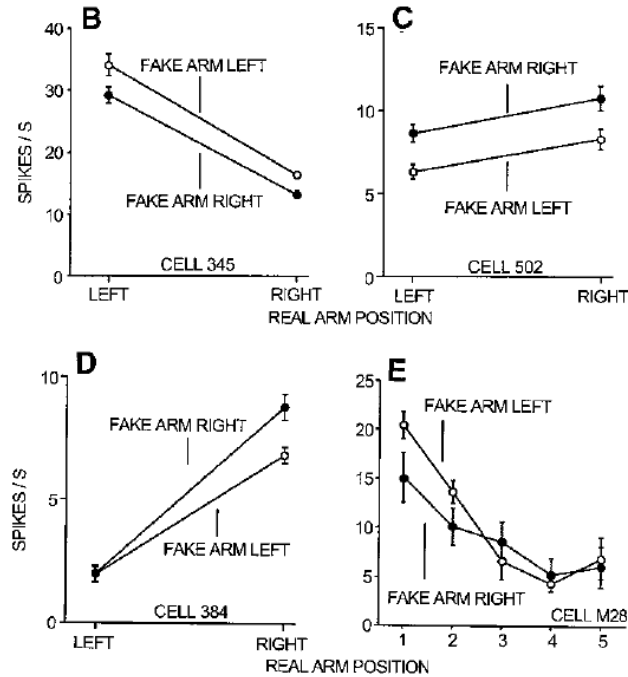 B
40
30
20
10
0
SPIKES / S
FAKE ARM LEFT
FAKE ARM RIGHT
CELL 345
LEFT
RIGHT
C
15
10
5
0
FAKE ARM RIGHT
FAKE ARM LEFT
CELL 502
LEFT
RIGHT
REAL ARM POSITION
D
10
5
0
SPIKES / S
FAKE ARM RIGHT
FAKE ARM LEFT
CELL 384
LEFT
RIGHT
E
25
20
15
10
5
0
FAKE ARM LEFT
FAKE ARM RIGHT
CELL M28
1 2 3 4 5
REAL ARM POSITION